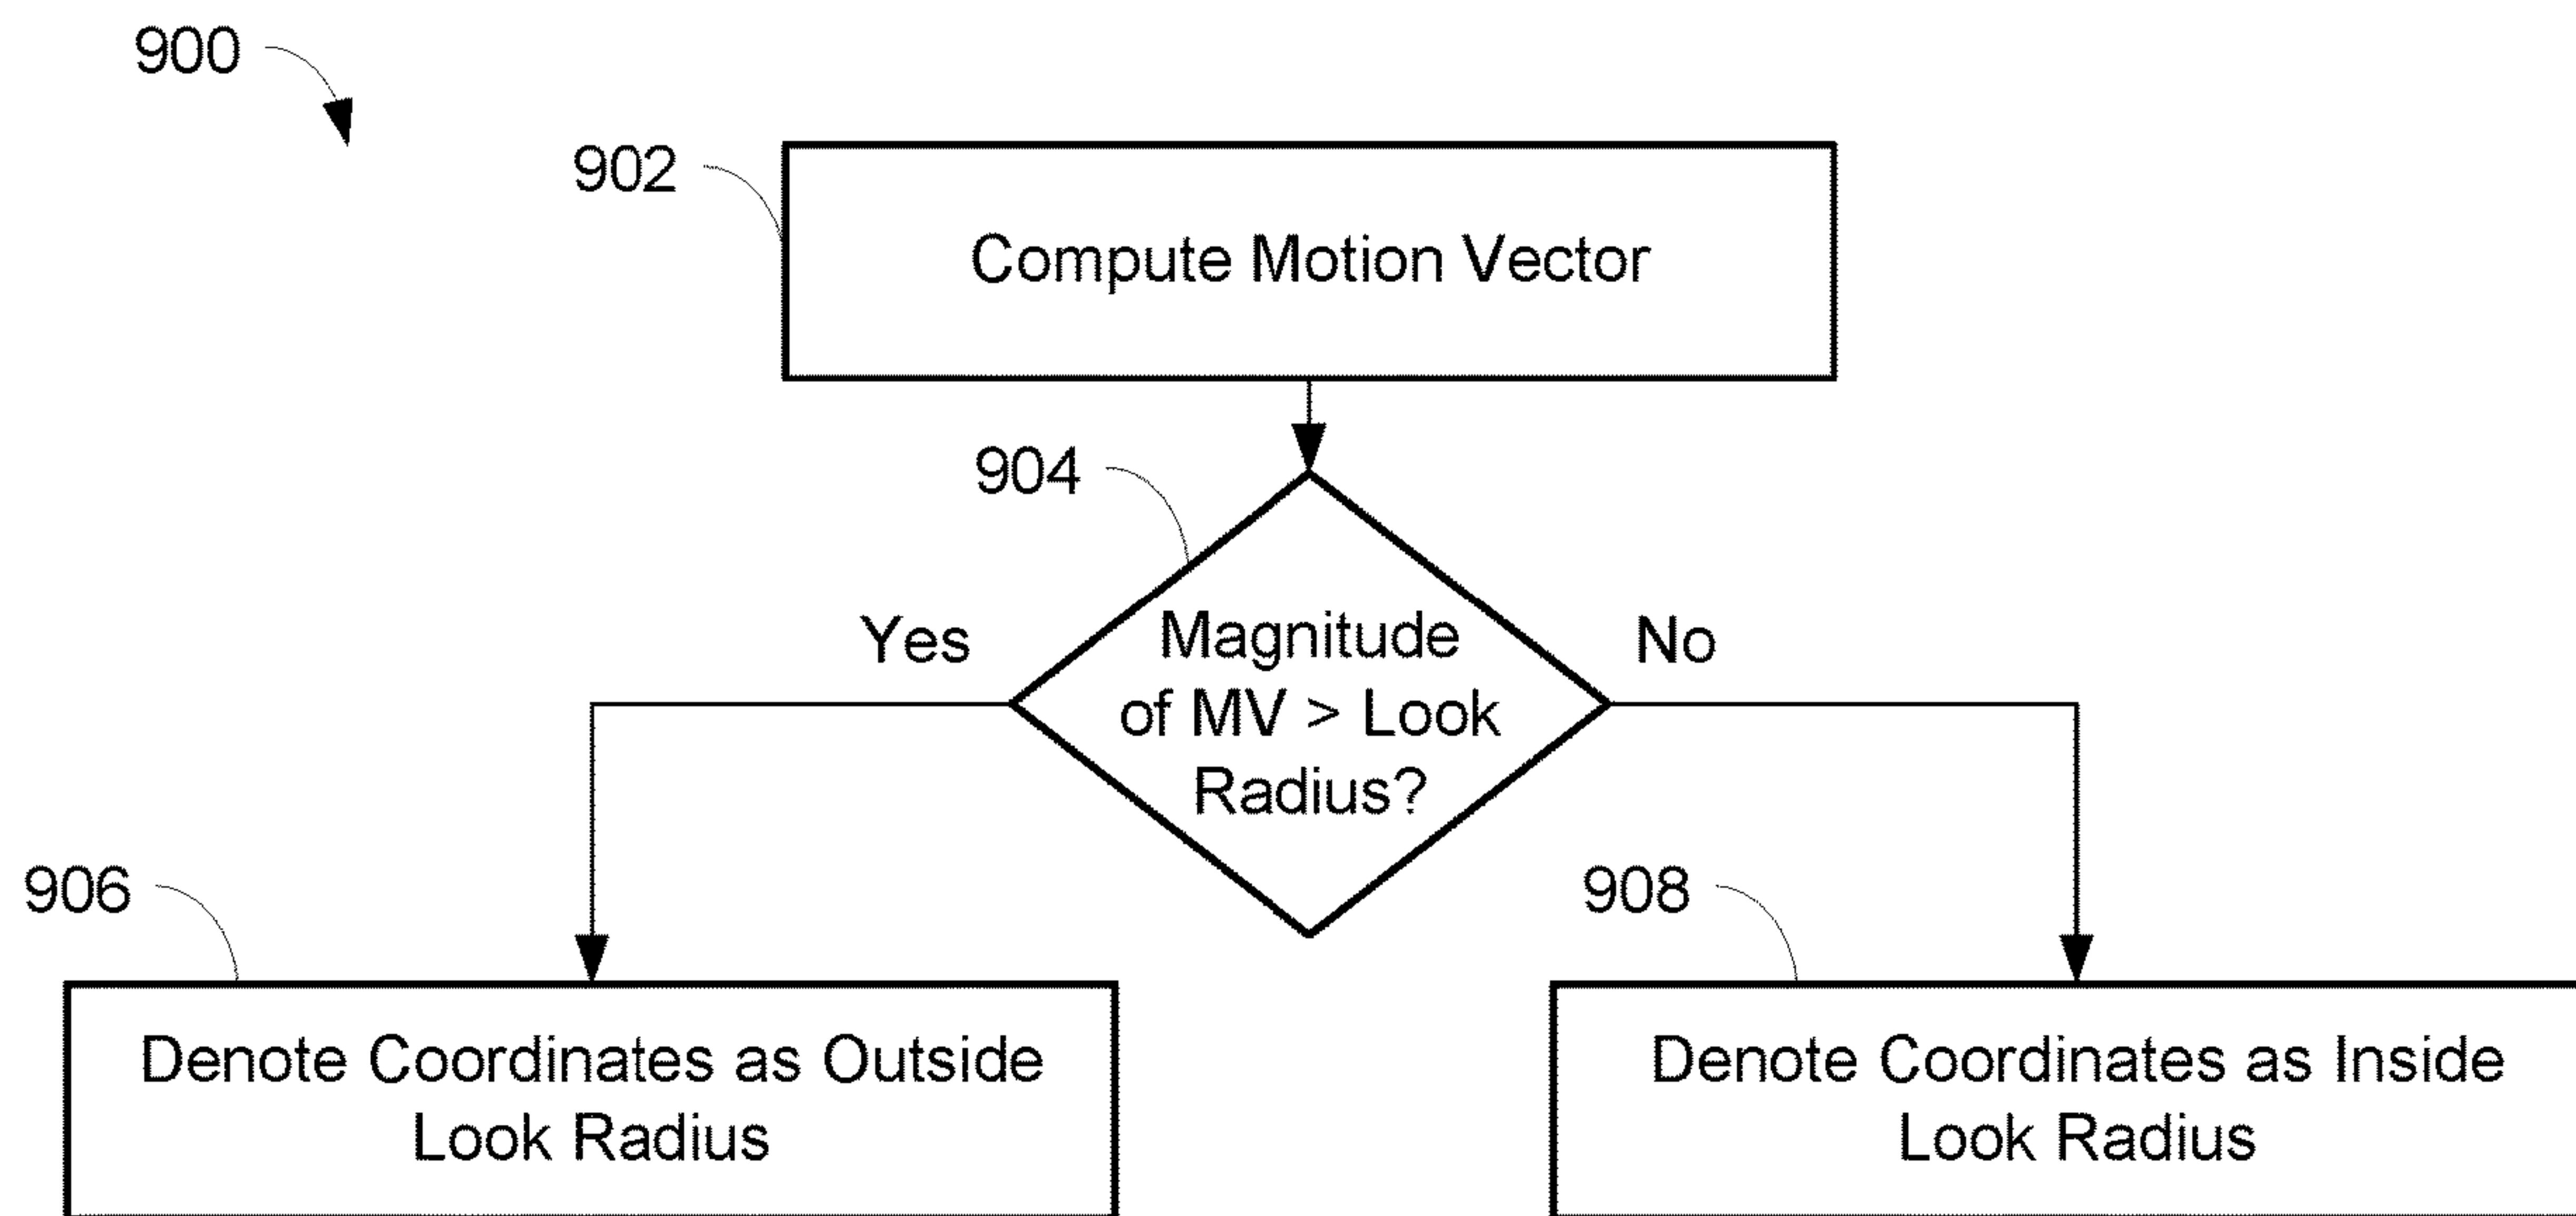 900
902
Compute Motion Vector
904
Yes
Magnitude
of MV > Look
Radius?
No
906
Denote Coordinates as Outside
Look Radius
908
Denote Coordinates as Inside
Look Radius